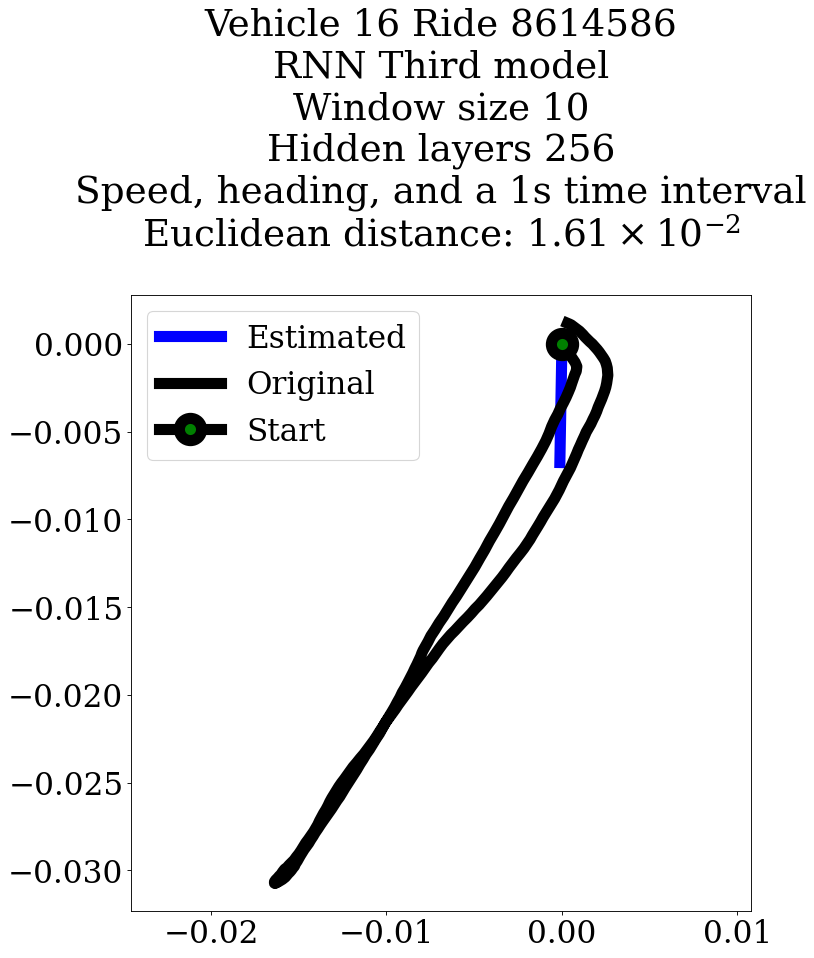 Vehicle 16 Ride 8614586
RNN Third model
Window size 10
Hidden layers 256
Speed, heading, and a 1s time interval
Euclidean distance: 1.61 × 10⁻²
Estimated
Original
Start
0.000
−0.005
−0.010
−0.015
−0.020
−0.025
−0.030
−0.02
−0.01
0.00
0.01